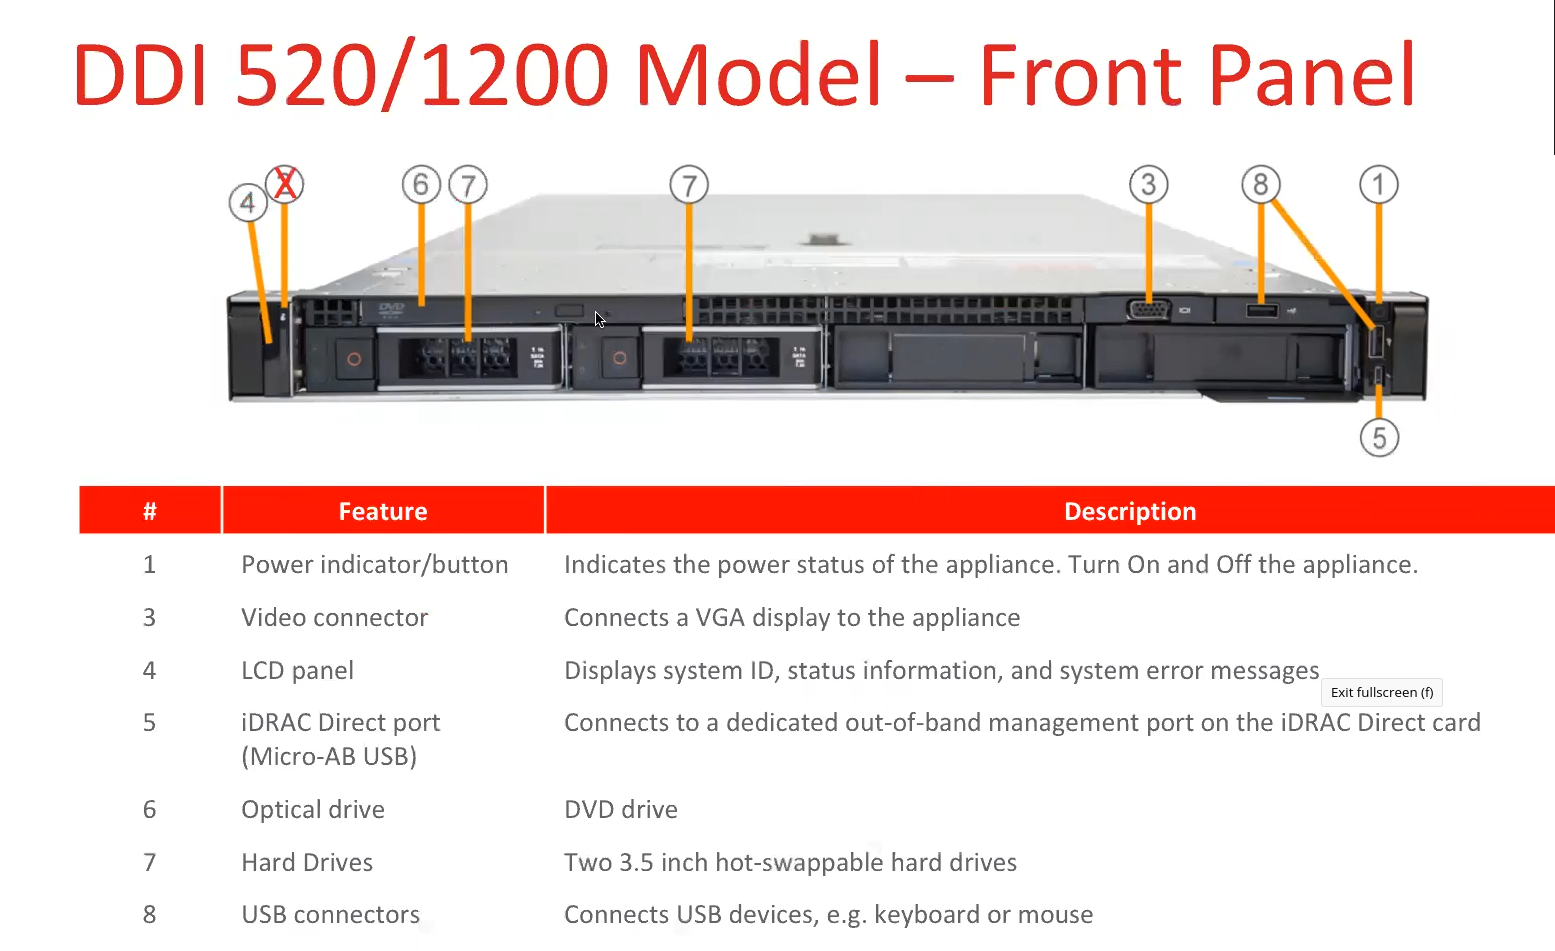 DDI 520/1200 Model – Front Panel
4
6
7
7
3
8
1
DVD
5
# Feature Description
1 Power indicator/button Indicates the power status of the appliance. Turn On and Off the appliance.
3 Video connector Connects a VGA display to the appliance
4 LCD panel Displays system ID, status information, and system error messages
Exit fullscreen (f)
5 iDRAC Direct port Connects to a dedicated out-of-band management port on the iDRAC Direct card
(Micro-AB USB)
6 Optical drive DVD drive
7 Hard Drives Two 3.5 inch hot-swappable hard drives
8 USB connectors Connects USB devices, e.g. keyboard or mouse